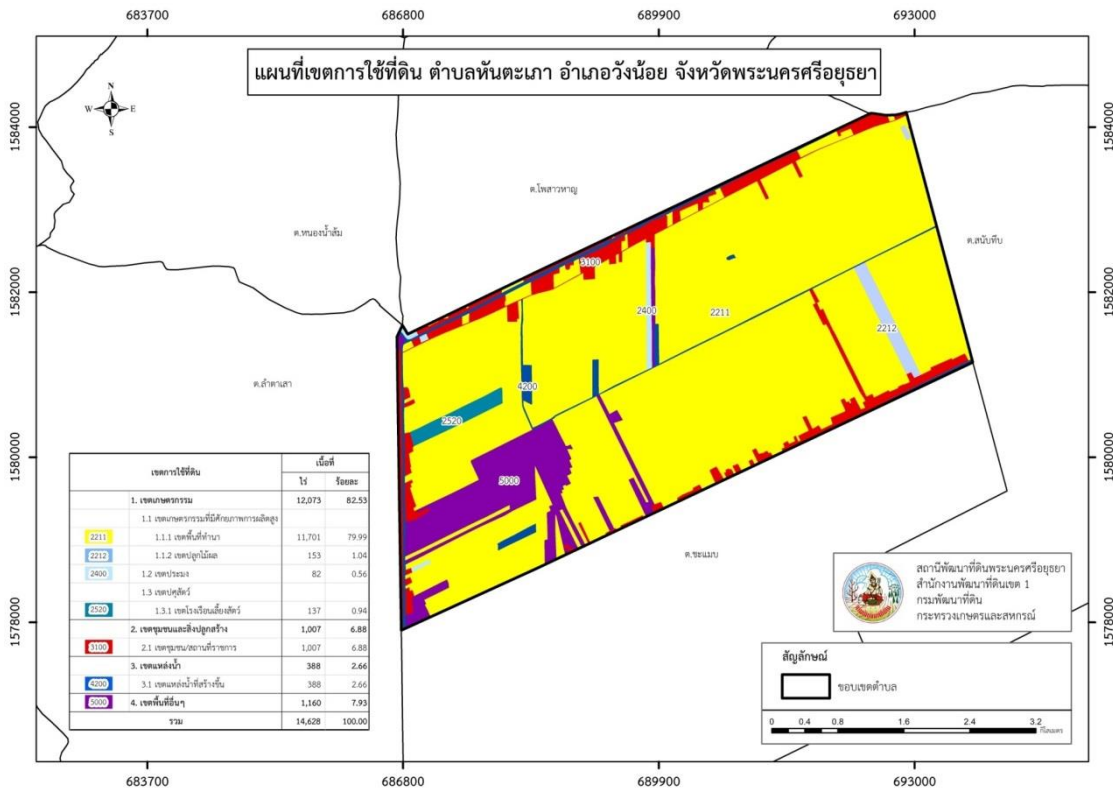 683700 686800 689900 693000
แผนที่เขตการใช้ที่ดิน ตำบลหันตะเภา อำเภอวังน้อย จังหวัดพระนครศรีอยุธยา
N
W E
S
1584000 1584000
ต.โพสาวหาญ
ต.หนองน้ำส้ม
ต.สนับทึบ
3100
1582000 1582000
2400 2211
2212
ต.ลำตาเสา
4200
2520
1580000 1580000
5000
ต.ชะแมบ
1578000 1578000
เขตการใช้ที่ดิน เนื้อที่
ไร่ ร้อยละ
1. เขตเกษตรกรรม 12,073 82.53
1.1 เขตเกษตรกรรมที่มีศักยภาพการผลิตสูง
2211 1.1.1 เขตพื้นที่ทำนา 11,701 79.99
2212 1.1.2 เขตปลูกไม้ผล 153 1.04
2400 1.2 เขตประมง 82 0.56
1.3 เขตปศุสัตว์
2520 1.3.1 เขตโรงเรือนเลี้ยงสัตว์ 137 0.94
2. เขตชุมชนและสิ่งปลูกสร้าง 1,007 6.88
3100 2.1 เขตชุมชน/สถานที่ราชการ 1,007 6.88
3. เขตแหล่งน้ำ 388 2.66
4200 3.1 เขตแหล่งน้ำที่สร้างขึ้น 388 2.66
5000 4. เขตพื้นที่อื่นๆ 1,160 7.93
รวม 14,628 100.00
สถานีพัฒนาที่ดินพระนครศรีอยุธยา
สำนักงานพัฒนาที่ดินเขต 1
กรมพัฒนาที่ดิน
กระทรวงเกษตรและสหกรณ์
สัญลักษณ์
ขอบเขตตำบล
0 0.4 0.8 1.6 2.4 3.2
กิโลเมตร
683700 686800 689900 693000